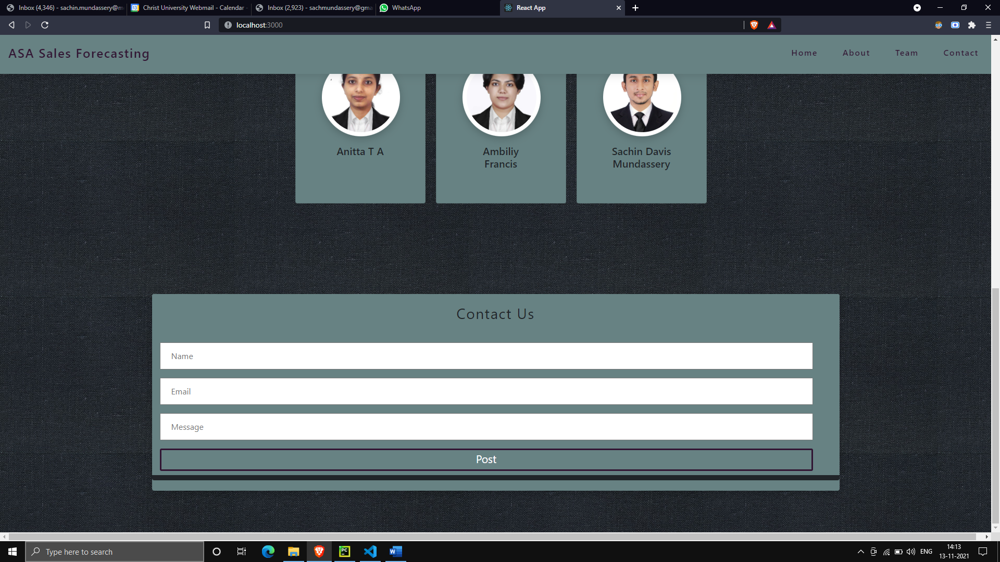 Inbox (4,346) - sachin.mundassery@m
Christ University Webmail - Calendar -
Inbox (2,923) - sachmundassery@gma
WhatsApp
React App
localhost:3000
ASA Sales Forecasting
Home
About
Team
Contact
Anitta T A
Ambiliy
Francis
Sachin Davis
Mundassery
Contact Us
Name
Email
Message
Post
Type here to search
ENG
14:13
13-11-2021